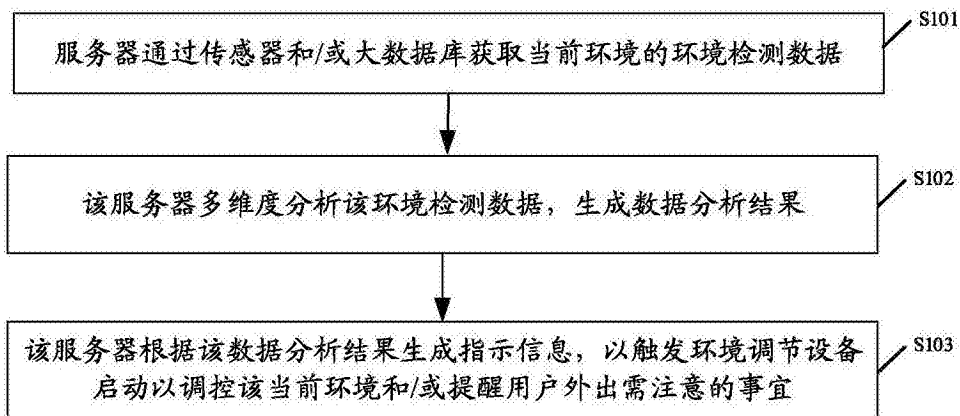 S101
服务器通过传感器和/或大数据库获取当前环境的环境检测数据
S102
该服务器多维度分析该环境检测数据，生成数据分析结果
S103
该服务器根据该数据分析结果生成指示信息，以触发环境调节设备
启动以调控该当前环境和/或提醒用户外出需注意的事宜